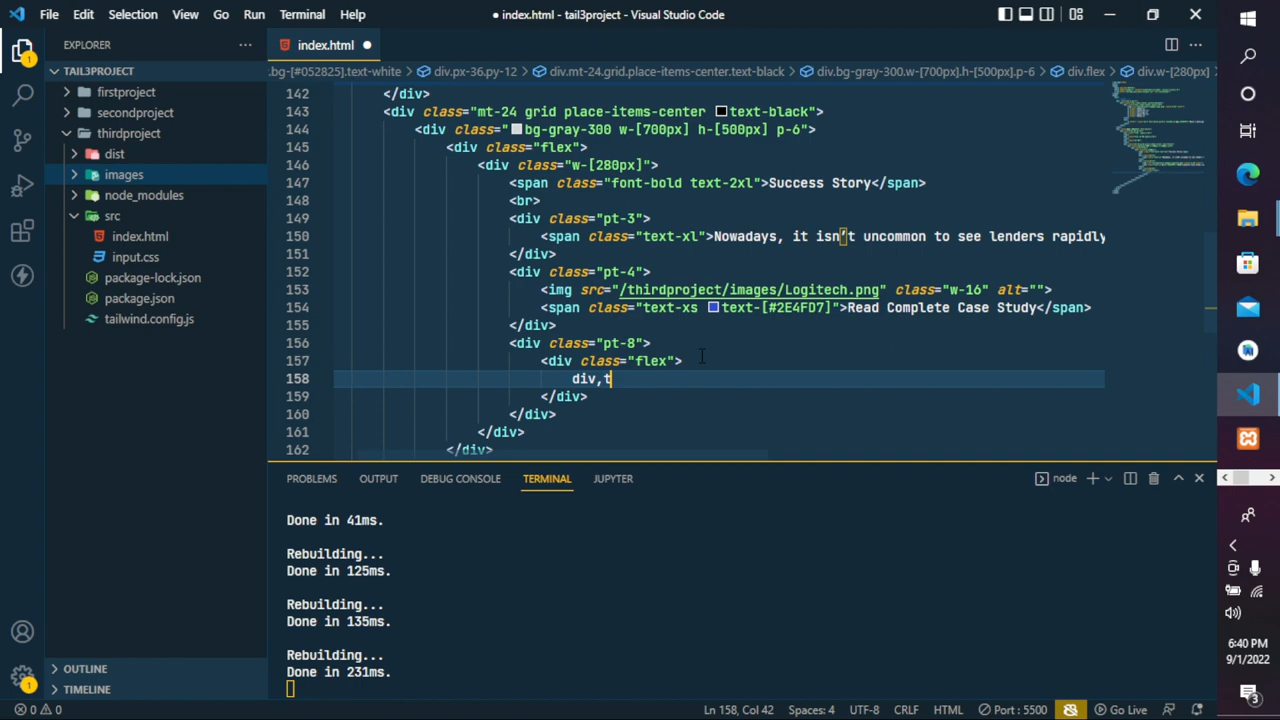 File Edit Selection View Go Run Terminal Help
● index.html - tail3project - Visual Studio Code
EXPLORER ···
index.html ●
TAIL3PROJECT
.bg-[#052825].text-white > div.px-36.py-12 > div.mt-24.grid.place-items-center.text-black > div.bg-gray-300.w-[700px].h-[500px].p-6 > div.flex > div.w-[280px]
firstproject
secondproject
thirdproject
dist
images
node_modules
src
index.html
input.css
package-lock.json
package.json
tailwind.config.js
142 </div>
143 <div class="mt-24 grid place-items-center text-black">
144 <div class="bg-gray-300 w-[700px] h-[500px] p-6">
145 <div class="flex">
146 <div class="w-[280px]">
147 <span class="font-bold text-2xl">Success Story</span>
148 <br>
149 <div class="pt-3">
150 <span class="text-xl">Nowadays, it isn’t uncommon to see lenders rapidly
151 </div>
152 <div class="pt-4">
153 <img src="/thirdproject/images/Logitech.png" class="w-16" alt="">
154 <span class="text-xs text-[#2E4FD7]">Read Complete Case Study</span>
155 </div>
156 <div class="pt-8">
157 <div class="flex">
158 div,t
159 </div>
160 </div>
161 </div>
162 </div>
PROBLEMS OUTPUT DEBUG CONSOLE TERMINAL JUPYTER
node
Done in 41ms.
Rebuilding...
Done in 125ms.
Rebuilding...
Done in 135ms.
Rebuilding...
Done in 231ms.
OUTLINE
TIMELINE
0 0
Ln 158, Col 42 Spaces: 4 UTF-8 CRLF HTML Port : 5500 Go Live
1
1
6:40 PM
9/1/2022
3